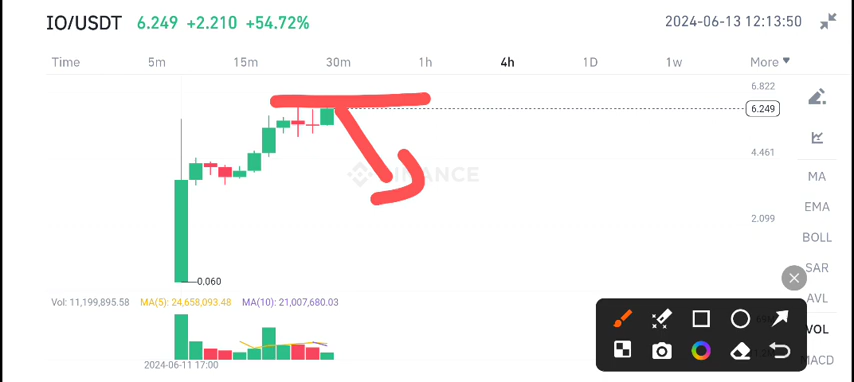 IO/USDT 6.249 +2.210 +54.72% 2024-06-13 12:13:50
Time 5m 15m 30m 1h 4h 1D 1w More
6.822
6.249
4.461
2.099
BINANCE
0.060
MA
EMA
BOLL
SAR
AVL
VOL
MACD
Vol: 11,199,895.58 MA(5): 24,658,093.48 MA(10): 21,007,680.03
2024-06-11 17:00